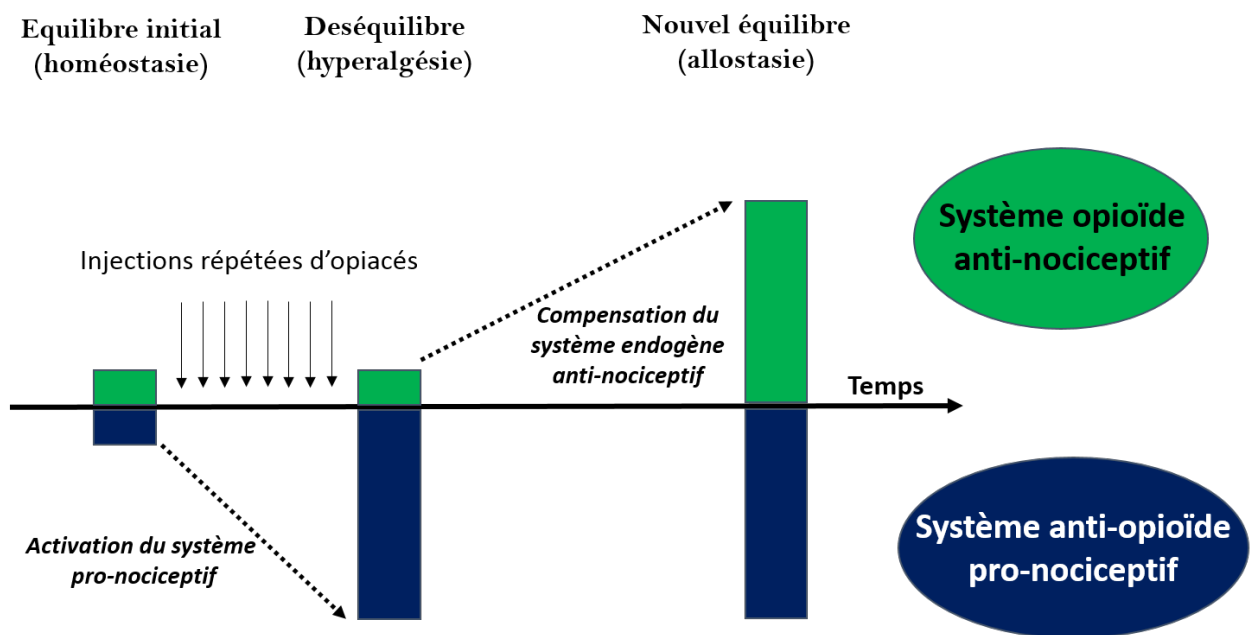 Equilibre initial
(homéostasie)
Deséquilibre
(hyperalgésie)
Nouvel équilibre
(allostasie)
Injections répétées d’opiacés
Système opioïde
anti-nociceptif
Compensation du
système endogène
anti-nociceptif
Temps
Activation du système
pro-nociceptif
Système anti-opioïde
pro-nociceptif